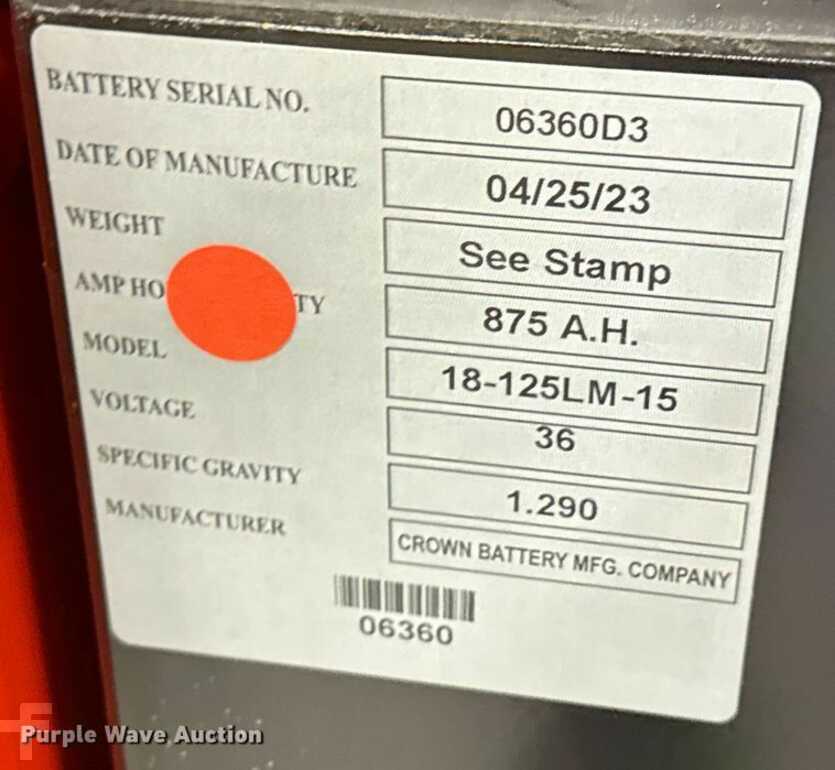 BATTERY SERIAL NO. 06360D3
DATE OF MANUFACTURE 04/25/23
WEIGHT See Stamp
AMP HO TY 875 A.H.
MODEL 18-125LM-15
VOLTAGE 36
SPECIFIC GRAVITY 1.290
MANUFACTURER CROWN BATTERY MFG. COMPANY
06360
Purple Wave Auction